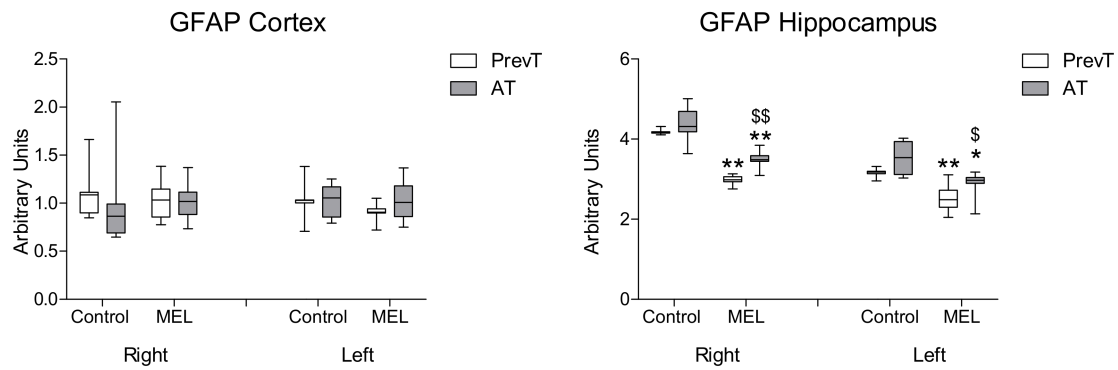 GFAP Cortex
2.5
2.0
1.5
1.0
0.5
0.0
Arbitrary Units
PrevT
AT
Control MEL Control MEL
Right Left
GFAP Hippocampus
6
4
2
0
Arbitrary Units
PrevT
AT
$$
**
**
$
*
**
Control MEL Control MEL
Right Left